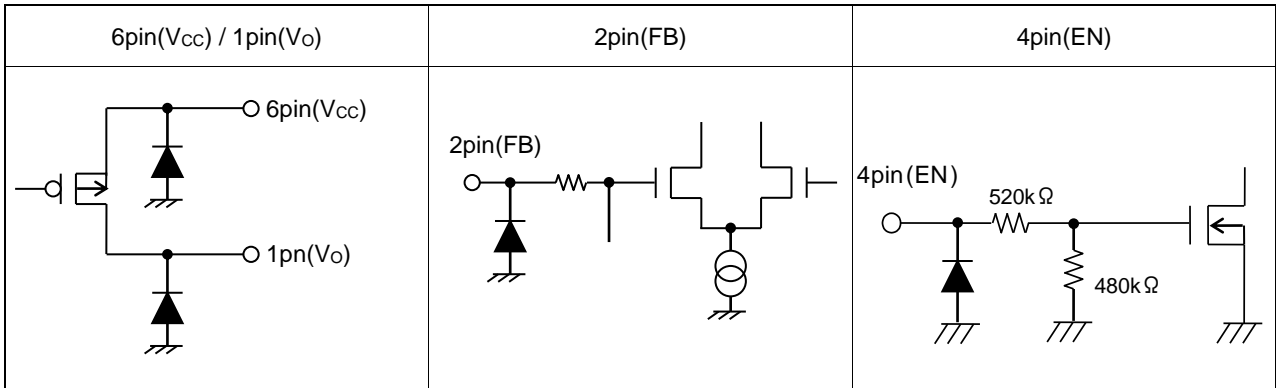 6pin(VCC) / 1pin(VO)
2pin(FB)
4pin(EN)
6pin(VCC)
1pn(VO)
2pin(FB)
4pin(EN)
520kΩ
480kΩ